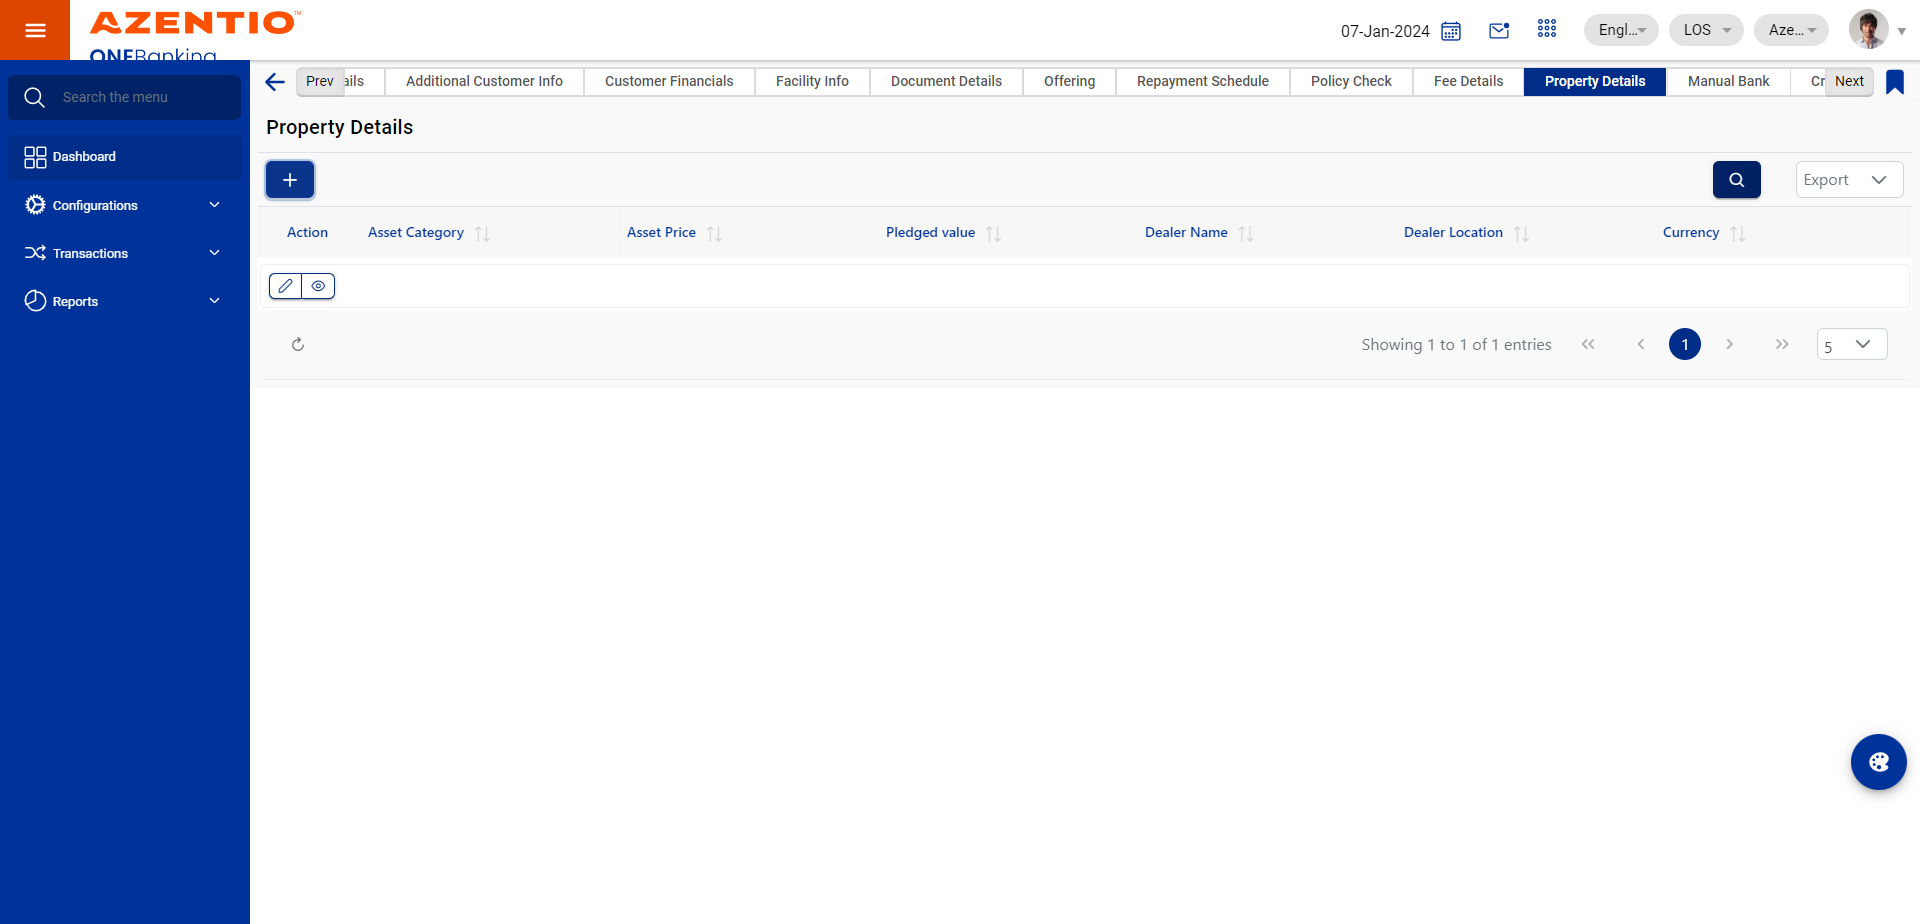 AZENTIO™
ONEBanking
07-Jan-2024
Engl...
LOS
Aze...
Search the menu
Dashboard
Configurations
Transactions
Reports
Prev
ails
Additional Customer Info
Customer Financials
Facility Info
Document Details
Offering
Repayment Schedule
Policy Check
Fee Details
Property Details
Manual Bank
Cr
Next
Property Details
+
Export
Action
Asset Category
Asset Price
Pledged value
Dealer Name
Dealer Location
Currency
Showing 1 to 1 of 1 entries
1
5